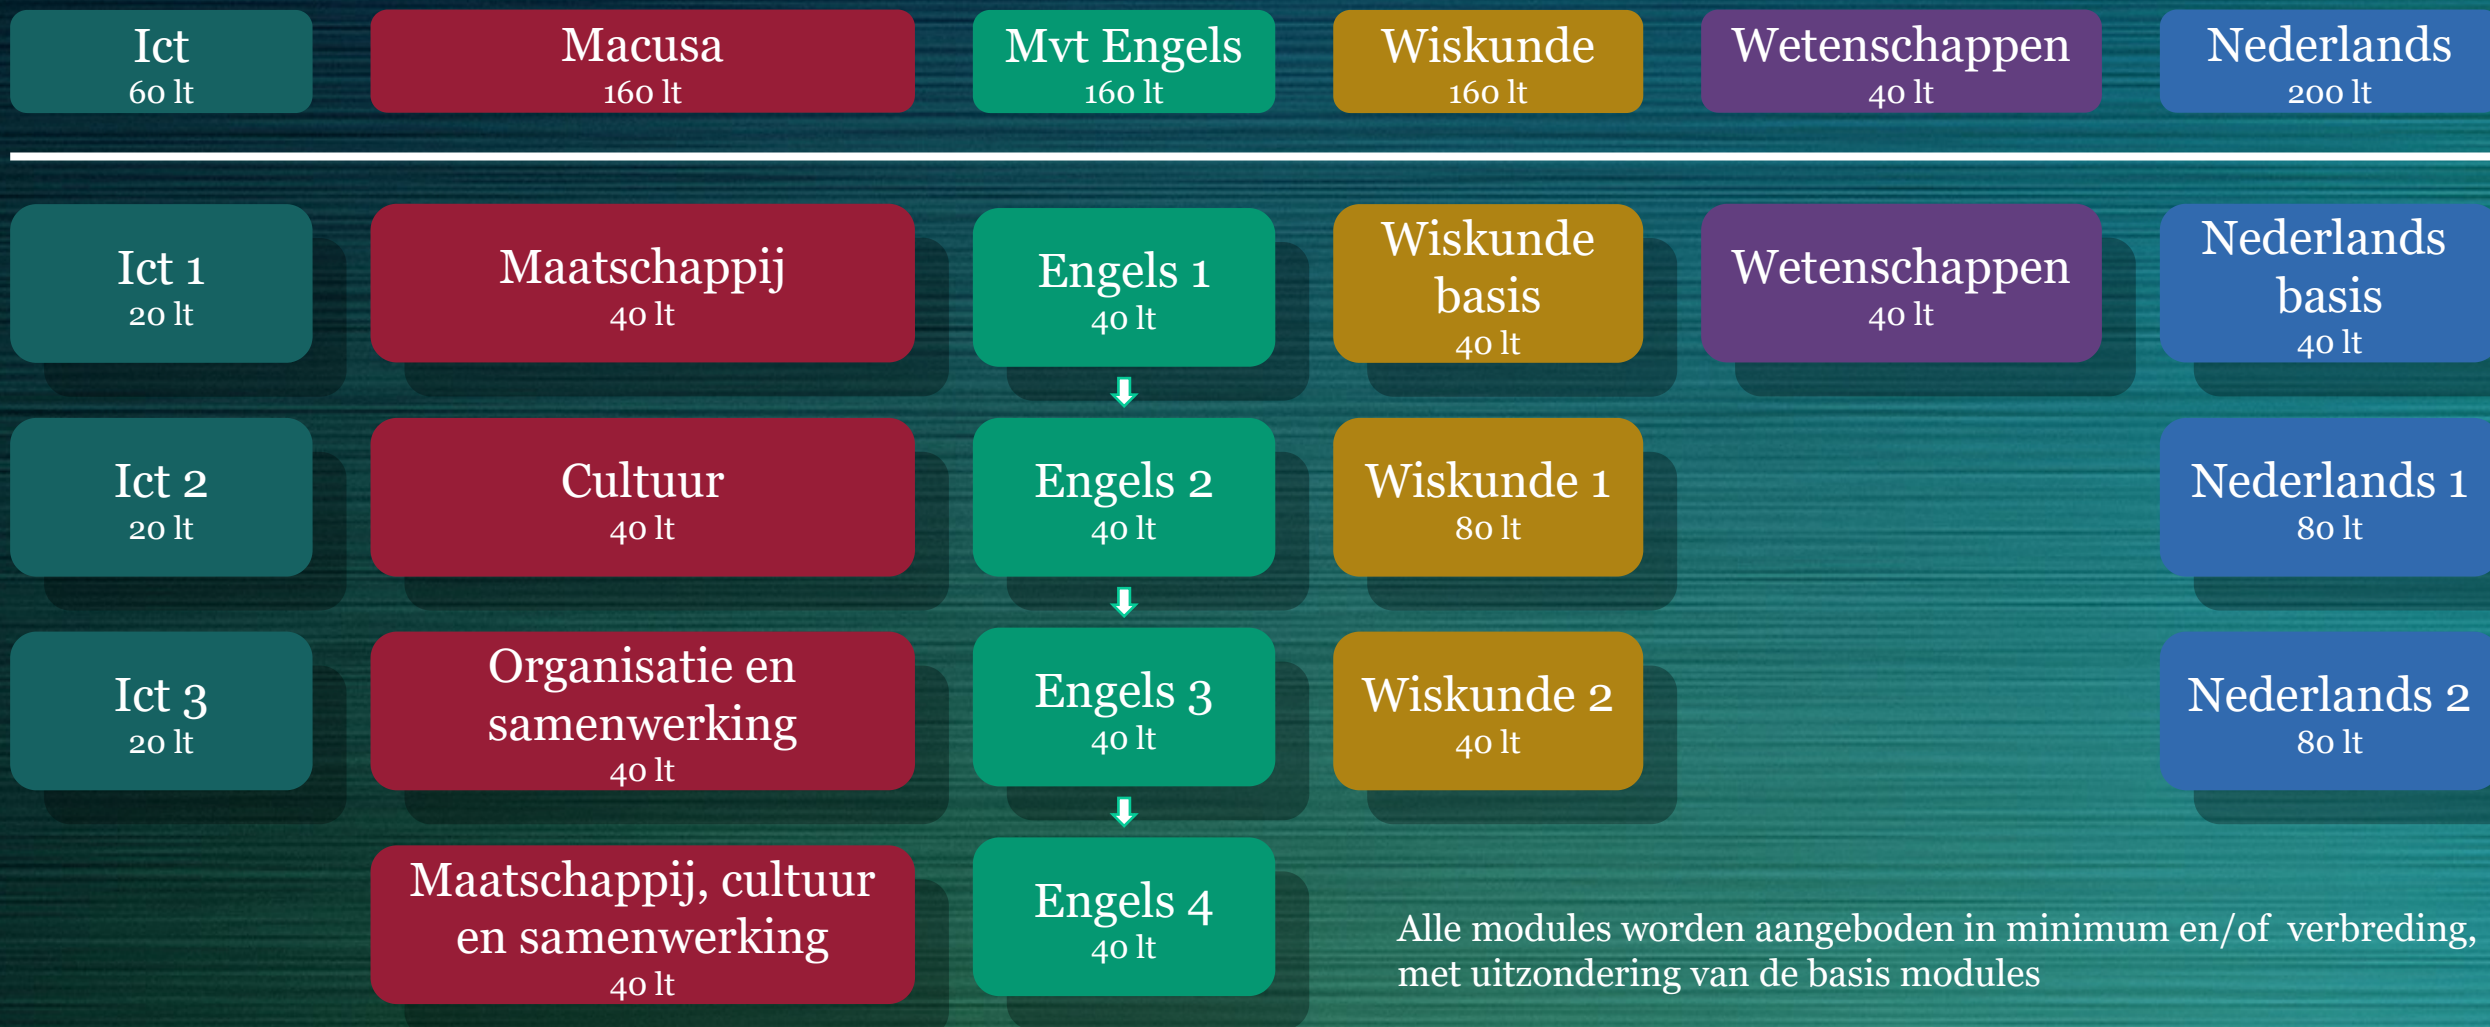 Ict
60 lt
Macusa
160 lt
Mvt Engels
160 lt
Wiskunde
160 lt
Wetenschappen
40 lt
Nederlands
200 lt
Ict 1
20 lt
Maatschappij
40 lt
Engels 1
40 lt
Wiskunde
basis
40 lt
Wetenschappen
40 lt
Nederlands
basis
40 lt
Ict 2
20 lt
Cultuur
40 lt
Engels 2
40 lt
Wiskunde 1
80 lt
Nederlands 1
80 lt
Ict 3
20 lt
Organisatie en
samenwerking
40 lt
Engels 3
40 lt
Wiskunde 2
40 lt
Nederlands 2
80 lt
Maatschappij, cultuur
en samenwerking
40 lt
Engels 4
40 lt
Alle modules worden aangeboden in minimum en/of verbreding,
met uitzondering van de basis modules